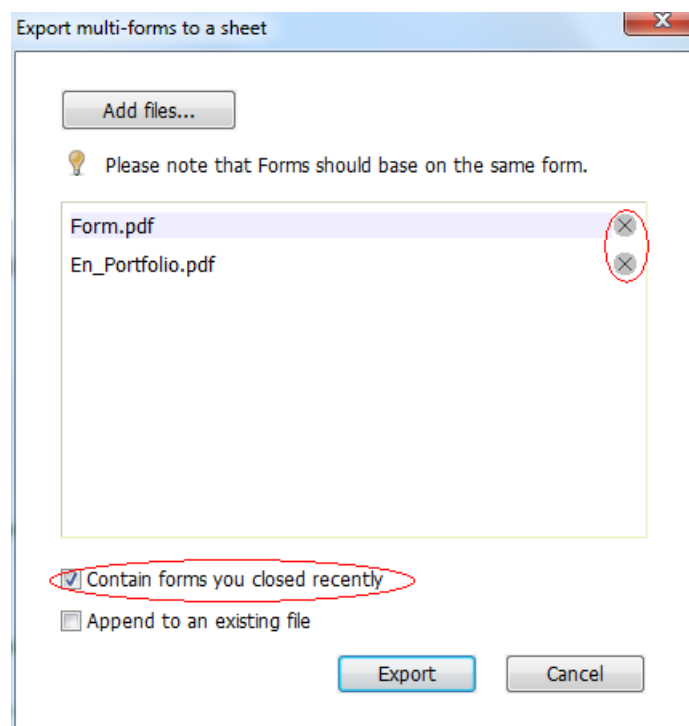 Export multi-forms to a sheet
Add files...
Please note that Forms should base on the same form.
Form.pdf
En_Portfolio.pdf
Contain forms you closed recently
Append to an existing file
Export
Cancel